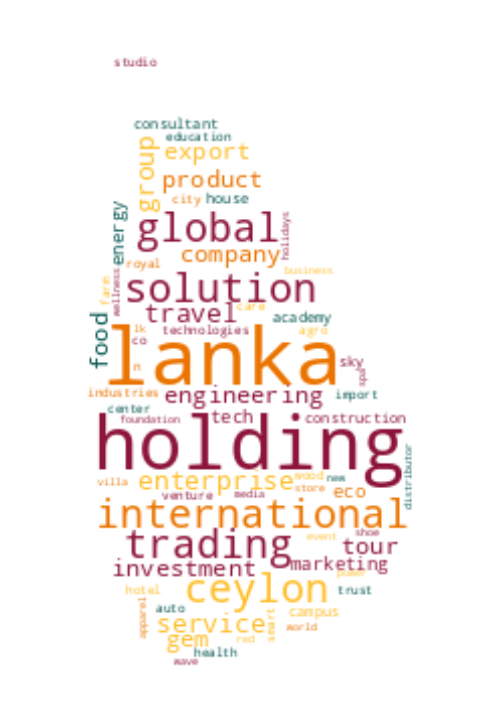 studio
consultant
education
group
export
product
city
house
energy
global
holidays
company
royal
business
wellness
farm
solution
care
travel
academy
food
lk
technologies
agro
co
lanka
sky
n
spa
industries
engineering
import
center
foundation
tech
construction
holding
distributor
villa
enterprise
wood
new
store
eco
venture
media
international
event
shoe
trading
tour
marketing
investment
power
hotel
ceylon
trust
apparel
auto
campus
service
smart
world
gem
red
health
wave